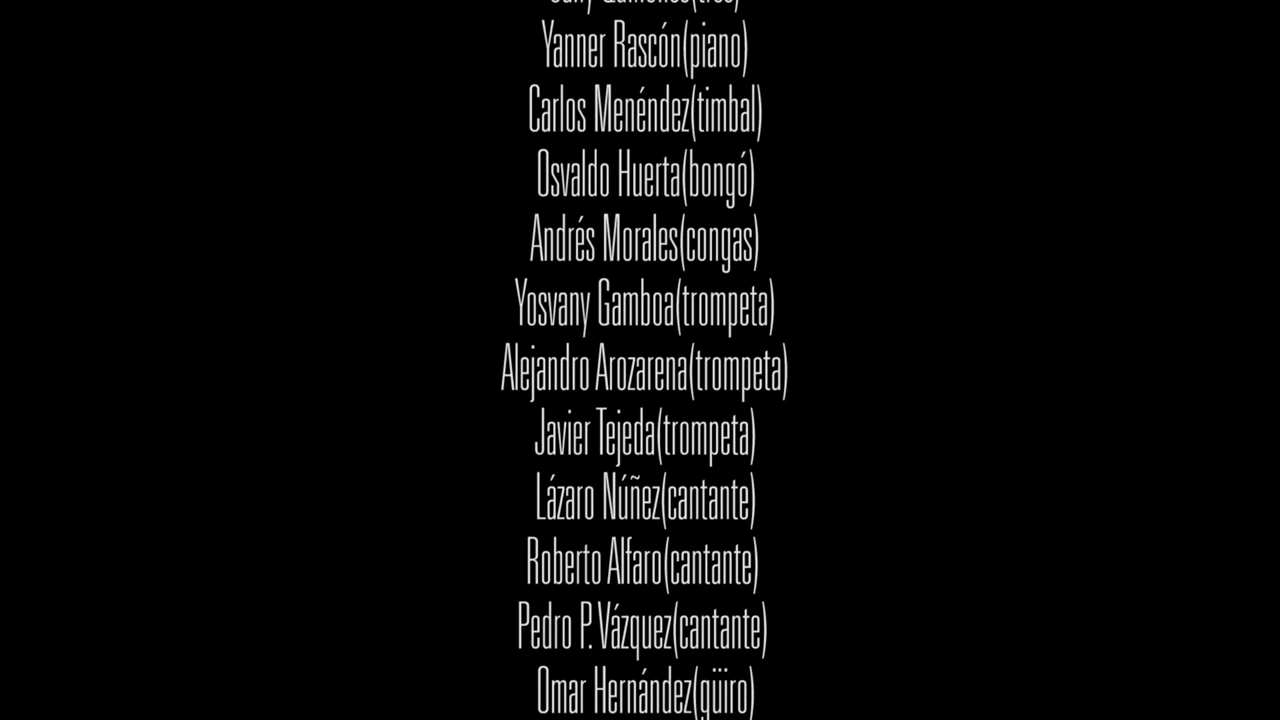 Yanner Rascón(piano)
Carlos Menéndez(timbal)
Osvaldo Huerta(bongó)
Andrés Morales(congas)
Yosvany Gamboa(trompeta)
Alejandro Arozarena(trompeta)
Javier Tejeda(trompeta)
Lázaro Núñez(cantante)
Roberto Alfaro(cantante)
Pedro P. Vázquez(cantante)
Omar Hernández(güiro)